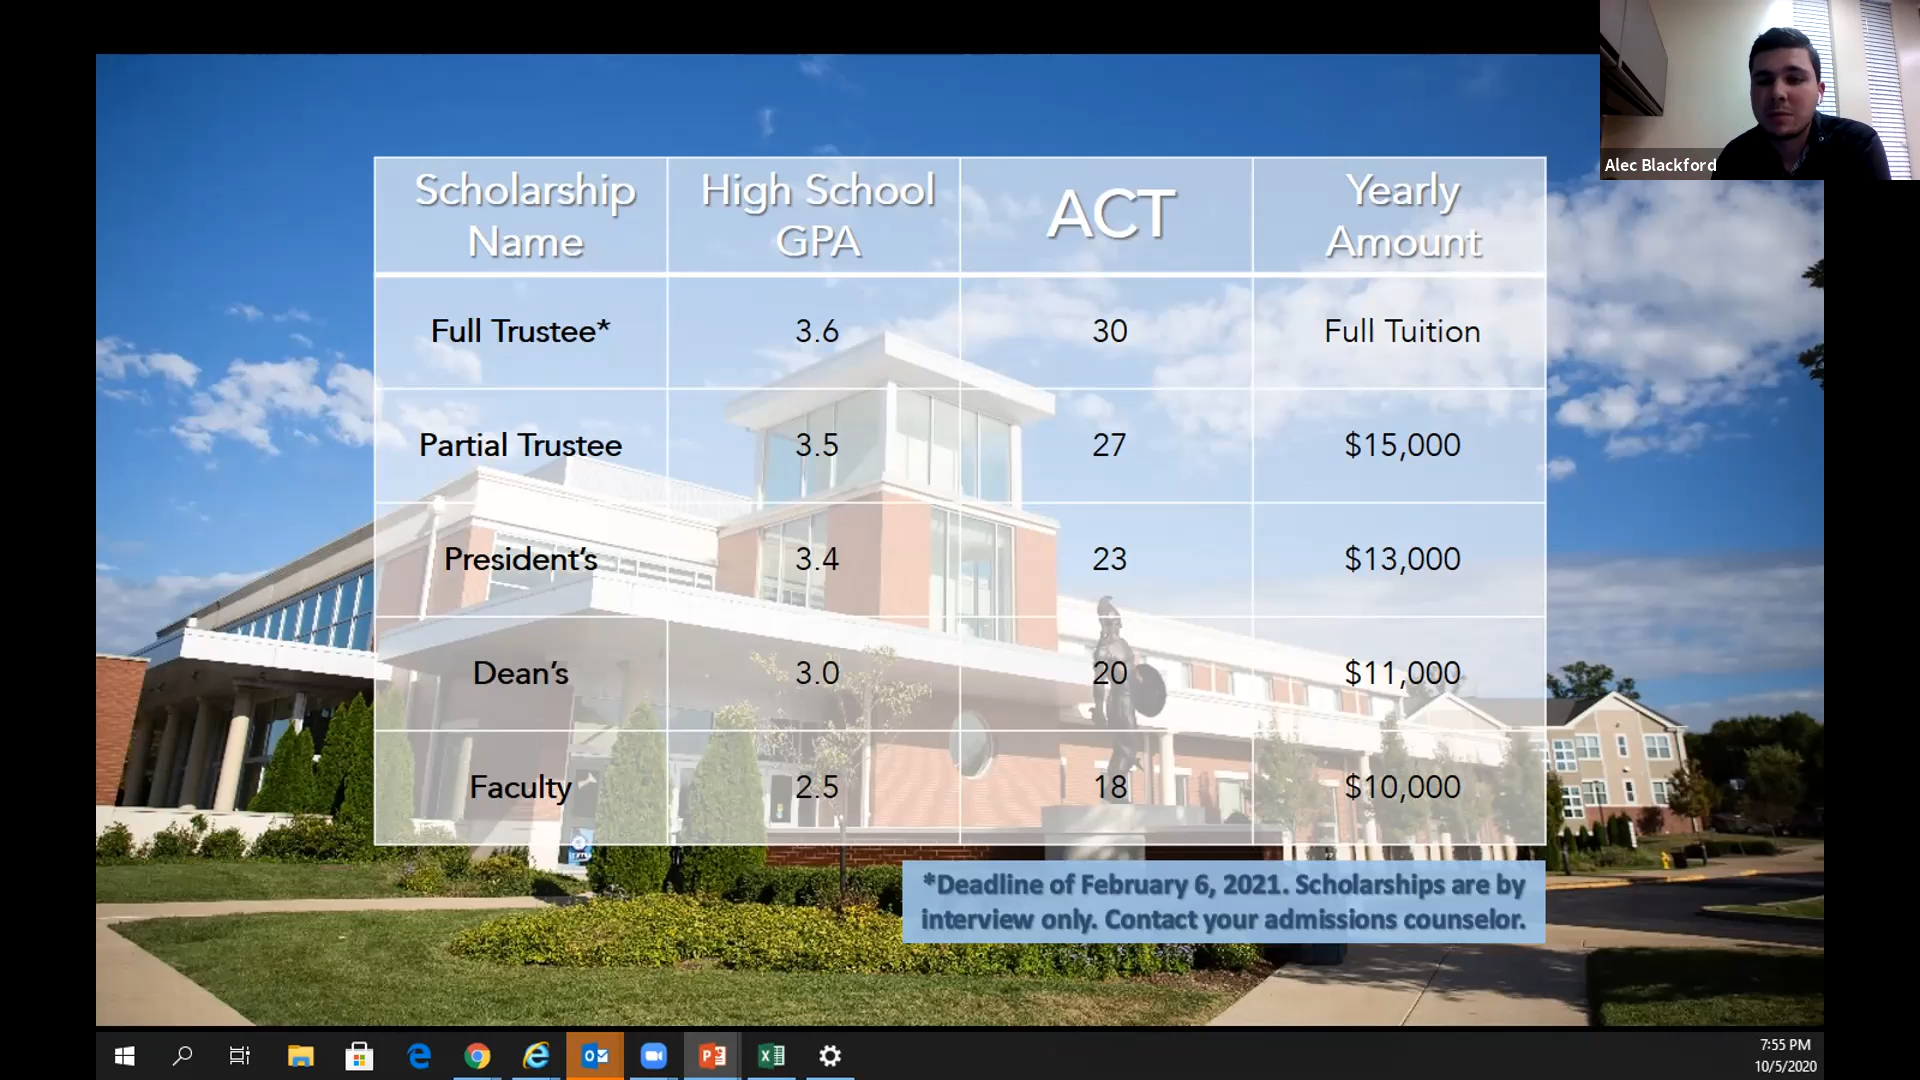 Alec Blackford
Scholarship
Name
High School
GPA
ACT
Yearly
Amount
Full Trustee*
3.6
30
Full Tuition
Partial Trustee
3.5
27
$15,000
President’s
3.4
23
$13,000
Dean’s
3.0
20
$11,000
Faculty
2.5
18
$10,000
*Deadline of February 6, 2021. Scholarships are by
interview only. Contact your admissions counselor.
7:55 PM
10/5/2020